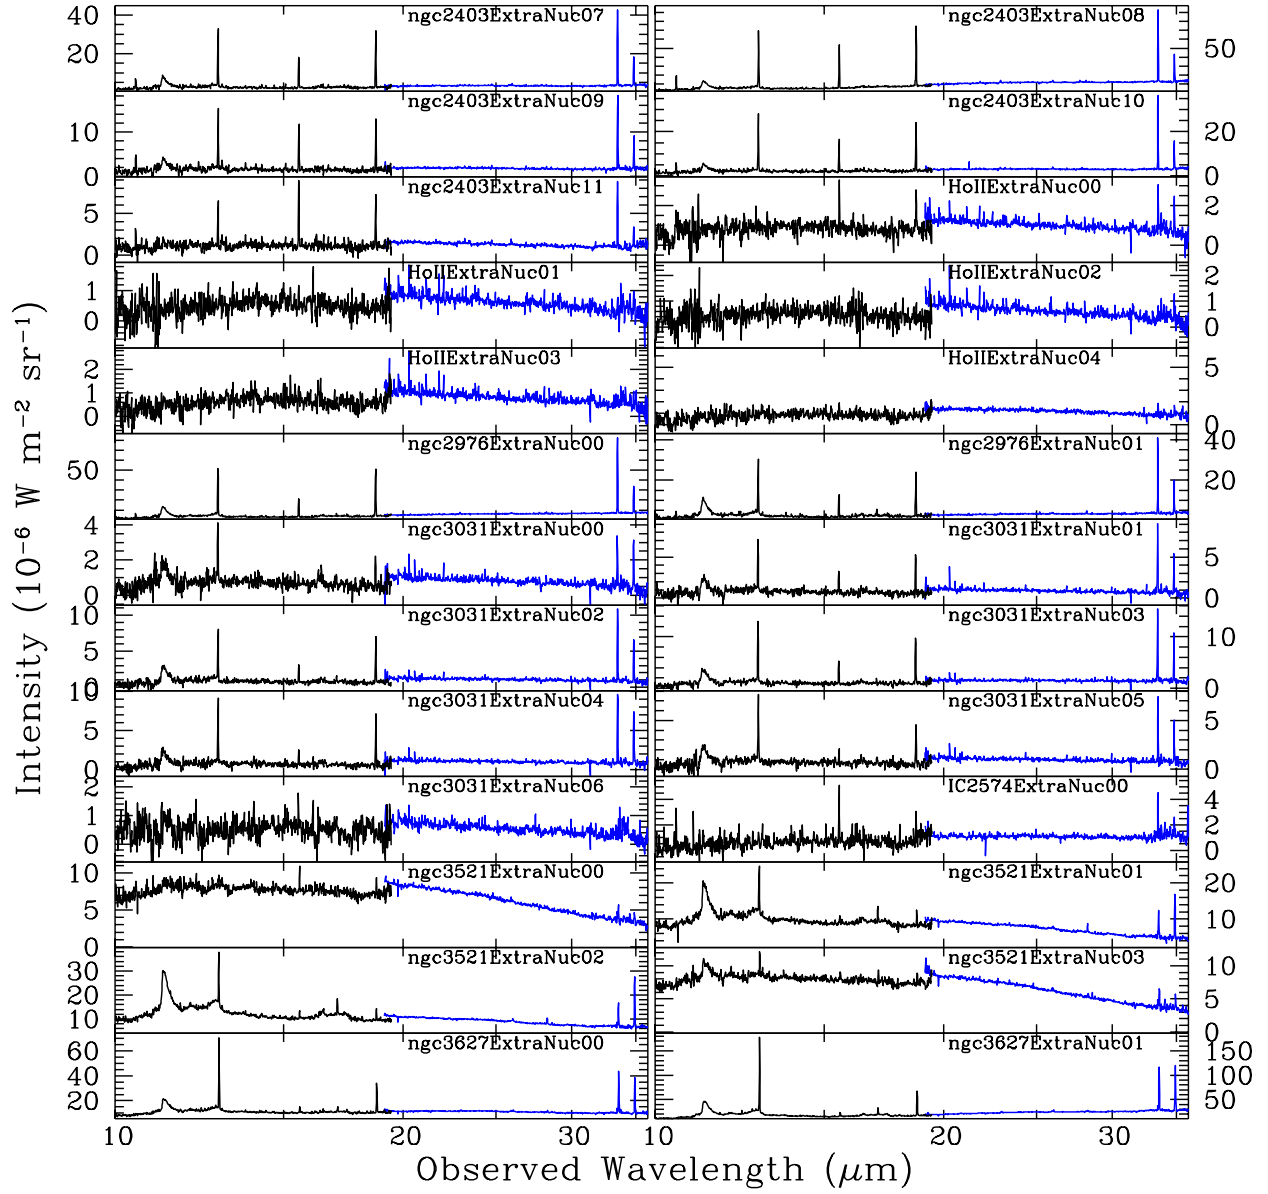 40 ngc2403ExtraNuc07 ngc2403ExtraNuc08
20 50
ngc2403ExtraNuc09 ngc2403ExtraNuc10
10 20
0 0
ngc2403ExtraNuc11 HoIIExtraNuc00
5 2
0 0
HoIIExtraNuc01 HoIIExtraNuc02
1 2
0 1
0
HoIIExtraNuc03 HoIIExtraNuc04
2 5
1
0 0
ngc2976ExtraNuc00 ngc2976ExtraNuc01
50 40
20
ngc3031ExtraNuc00 ngc3031ExtraNuc01
4
2 5
0 0
ngc3031ExtraNuc02 ngc3031ExtraNuc03
10 10
5
0 0
ngc3031ExtraNuc04 ngc3031ExtraNuc05
10
5 5
0 0
ngc3031ExtraNuc06 IC2574ExtraNuc00
2 4
1 2
0 0
ngc3521ExtraNuc00 ngc3521ExtraNuc01
10 20
5 10
0
ngc3521ExtraNuc02 ngc3521ExtraNuc03
30 10
20 5
10 0
ngc3627ExtraNuc00 ngc3627ExtraNuc01
60 150
40 100
20 50
10 20 30 10 20 30
Observed Wavelength (μm)
Intensity (10⁻⁶ W m⁻² sr⁻¹)